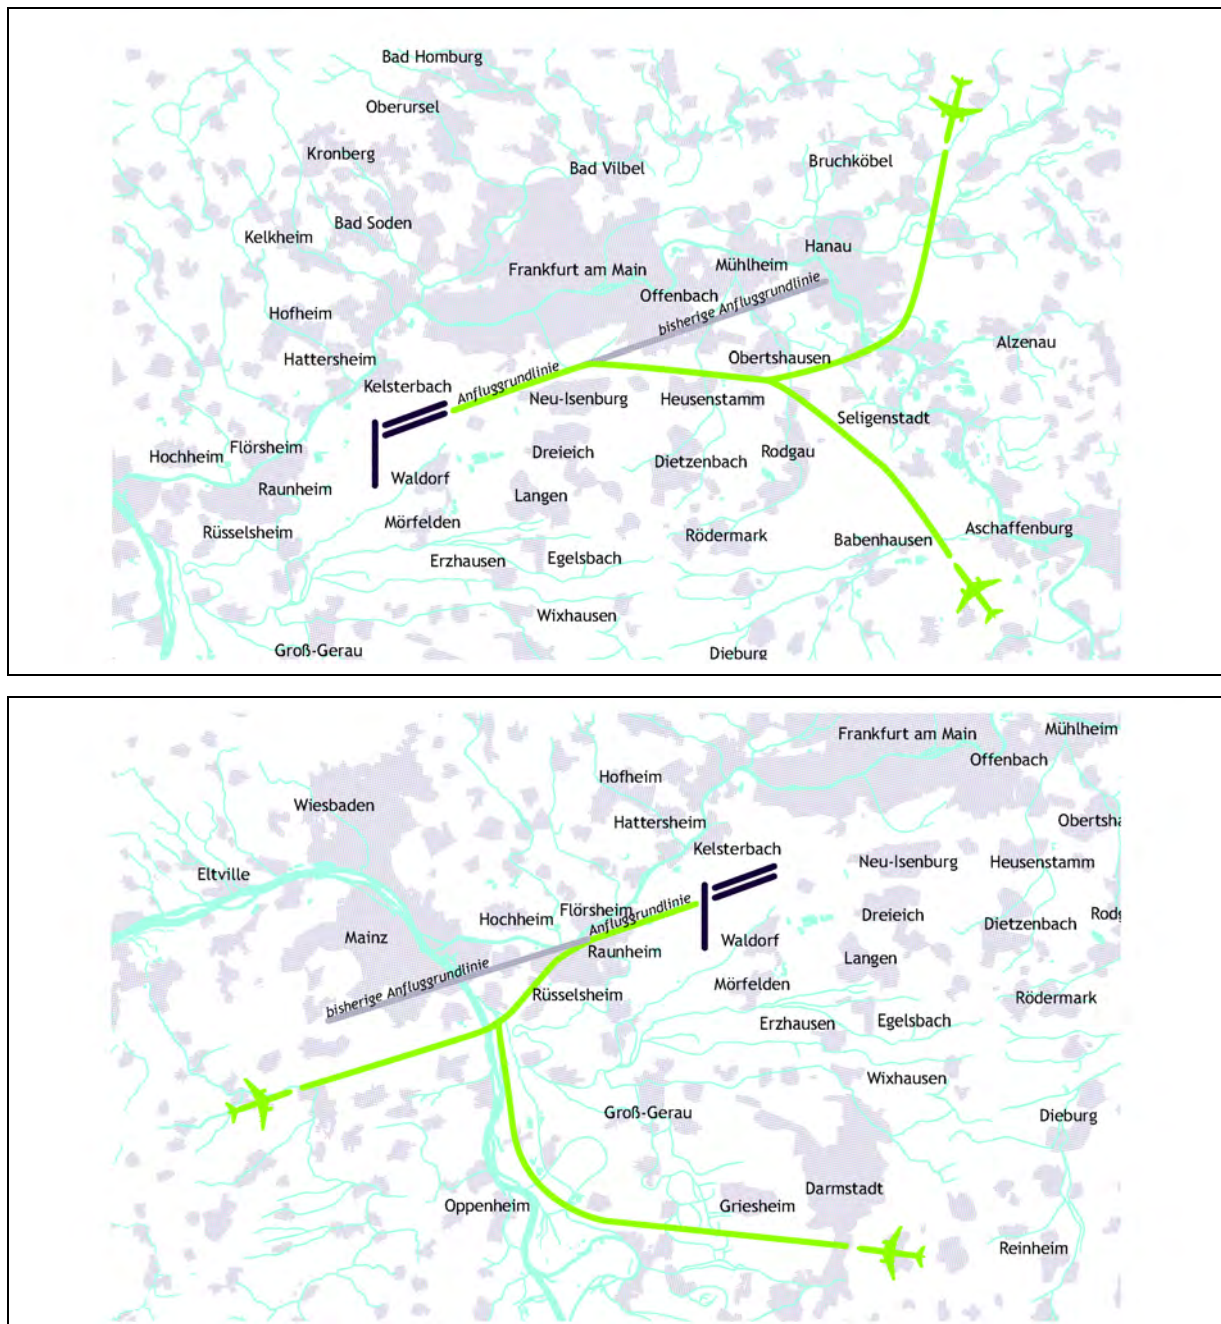 Bad Homburg
Oberursel
Kronberg
Bad Vilbel
Bruchköbel
Bad Soden
Kelkheim
Hanau
Mühlheim
Frankfurt am Main
Offenbach
bisherige Anfluggrundlinie
Hofheim
Alzenau
Hattersheim
Obertshausen
Kelsterbach
Anfluggrundlinie
Neu-Isenburg
Heusenstamm
Seligenstadt
Flörsheim
Hochheim
Dreieich
Dietzenbach
Rodgau
Waldorf
Raunheim
Langen
Mörfelden
Aschaffenburg
Rüsselsheim
Rödermark
Babenhausen
Erzhausen
Egelsbach
Wixhausen
Groß-Gerau
Dieburg
Mühlheim
Frankfurt am Main
Offenbach
Hofheim
Wiesbaden
Hattersheim
Obertsha
Kelsterbach
Eltville
Neu-Isenburg
Heusenstamm
Flörsheim
Hochheim
Anfluggrundlinie
Dreieich
Dietzenbach
Rodg
Mainz
Waldorf
Raunheim
Langen
bisherige Anfluggrundlinie
Mörfelden
Rüsselsheim
Rödermark
Erzhausen
Egelsbach
Wixhausen
Groß-Gerau
Dieburg
Darmstadt
Oppenheim
Griesheim
Reinheim